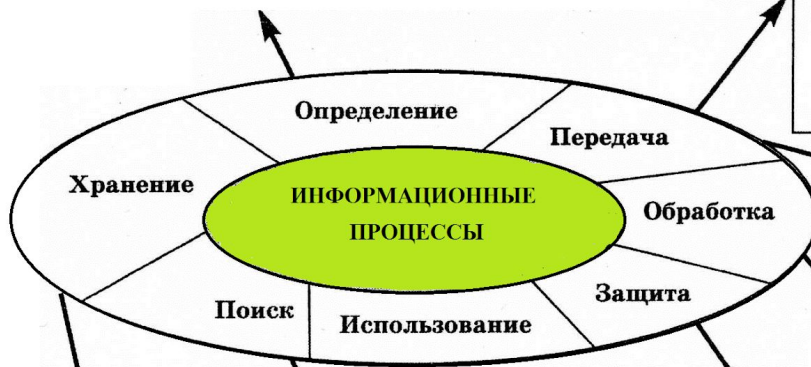 Определение
Передача
Хранение
ИНФОРМАЦИОННЫЕ
ПРОЦЕССЫ
Обработка
Защита
Поиск
Использование